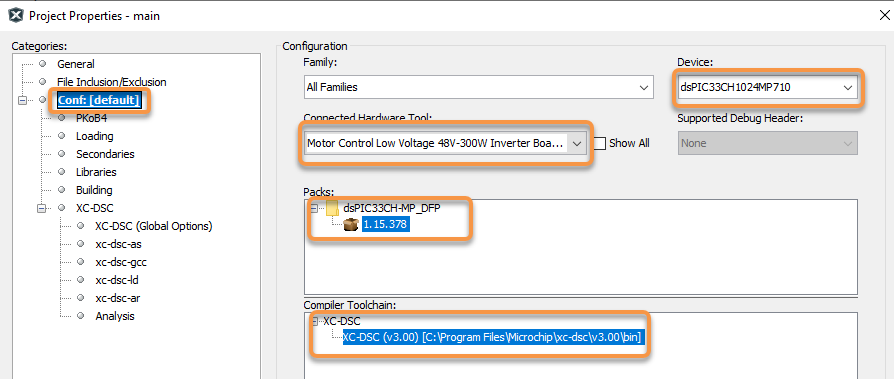 Project Properties - main
Categories:
General
File Inclusion/Exclusion
Conf: [default]
PKoB4
Loading
Secondaries
Libraries
Building
XC-DSC
XC-DSC (Global Options)
xc-dsc-as
xc-dsc-gcc
xc-dsc-ld
xc-dsc-ar
Analysis
Configuration
Family:
All Families
Device:
dsPIC33CH1024MP710
Connected Hardware Tool:
Motor Control Low Voltage 48V-300W Inverter Boa...
Show All
Supported Debug Header:
None
Packs:
dsPIC33CH-MP_DFP
1.15.378
Compiler Toolchain:
XC-DSC
XC-DSC (v3.00) [C:\Program Files\Microchip\xc-dsc\v3.00\bin]